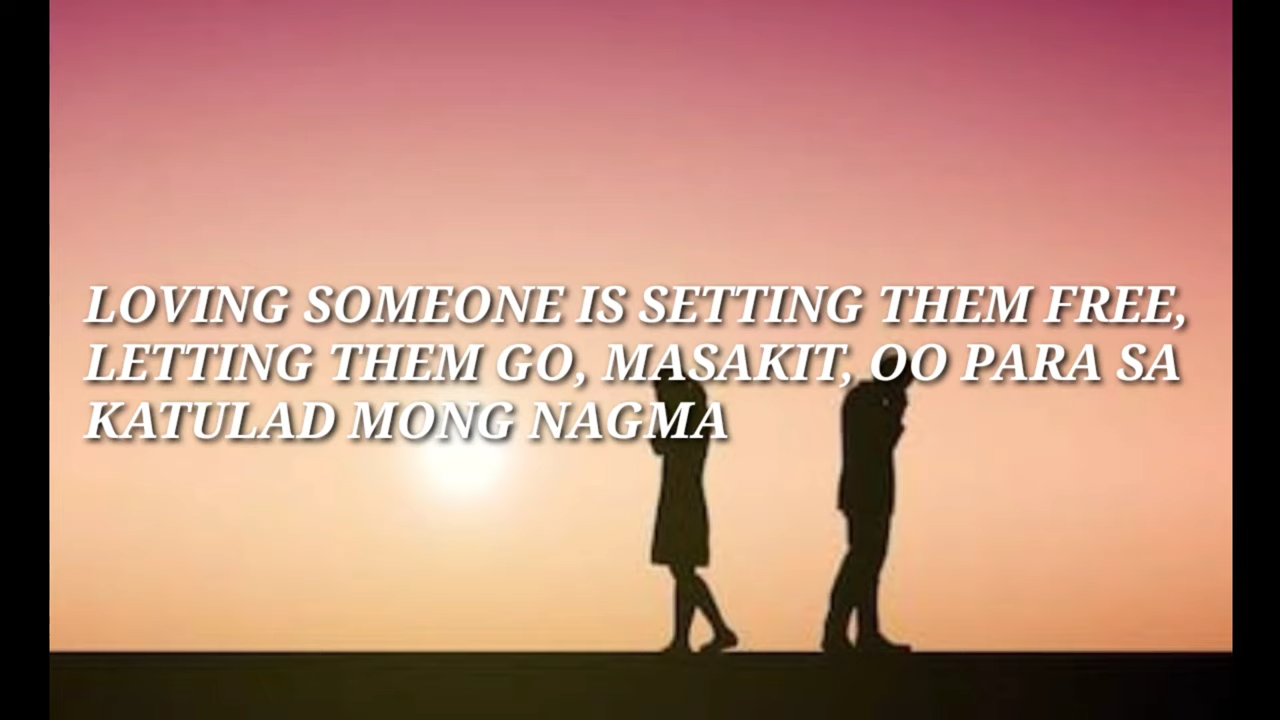 LOVING SOMEONE IS SETTING THEM FREE,
LETTING THEM GO, MASAKIT, OO PARA SA
KATULAD MONG NAGMA